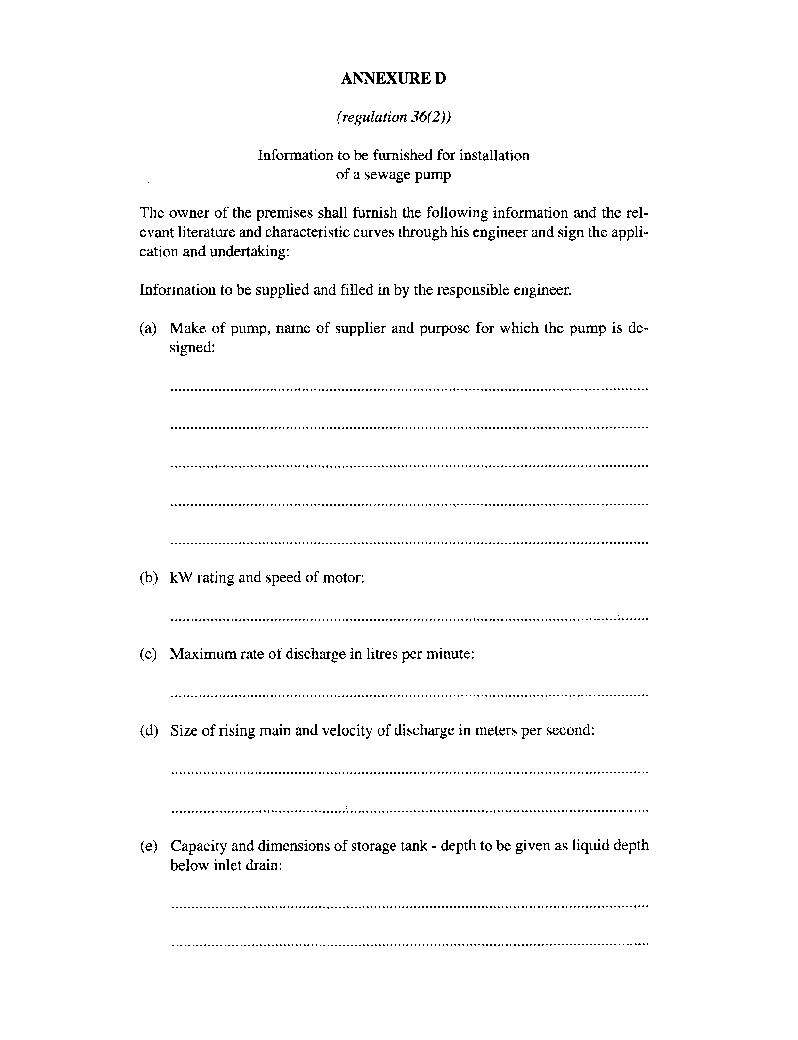 ANNEXURE D
(regulation 36(2))
Information to be furnished for installation
of a sewage pump
The owner of the premises shall furnish the following information and the rel-
evant literature and characteristic curves through his engineer and sign the appli-
cation and undertaking:
Information to be supplied and filled in by the responsible engineer.
(a) Make of pump, name of supplier and purpose for which the pump is de-
signed:
(b) kW rating and speed of motor:
(c) Maximum rate of discharge in litres per minute:
(d) Size of rising main and velocity of discharge in meters per second:
(e) Capacity and dimensions of storage tank - depth to be given as liquid depth
below inlet drain: